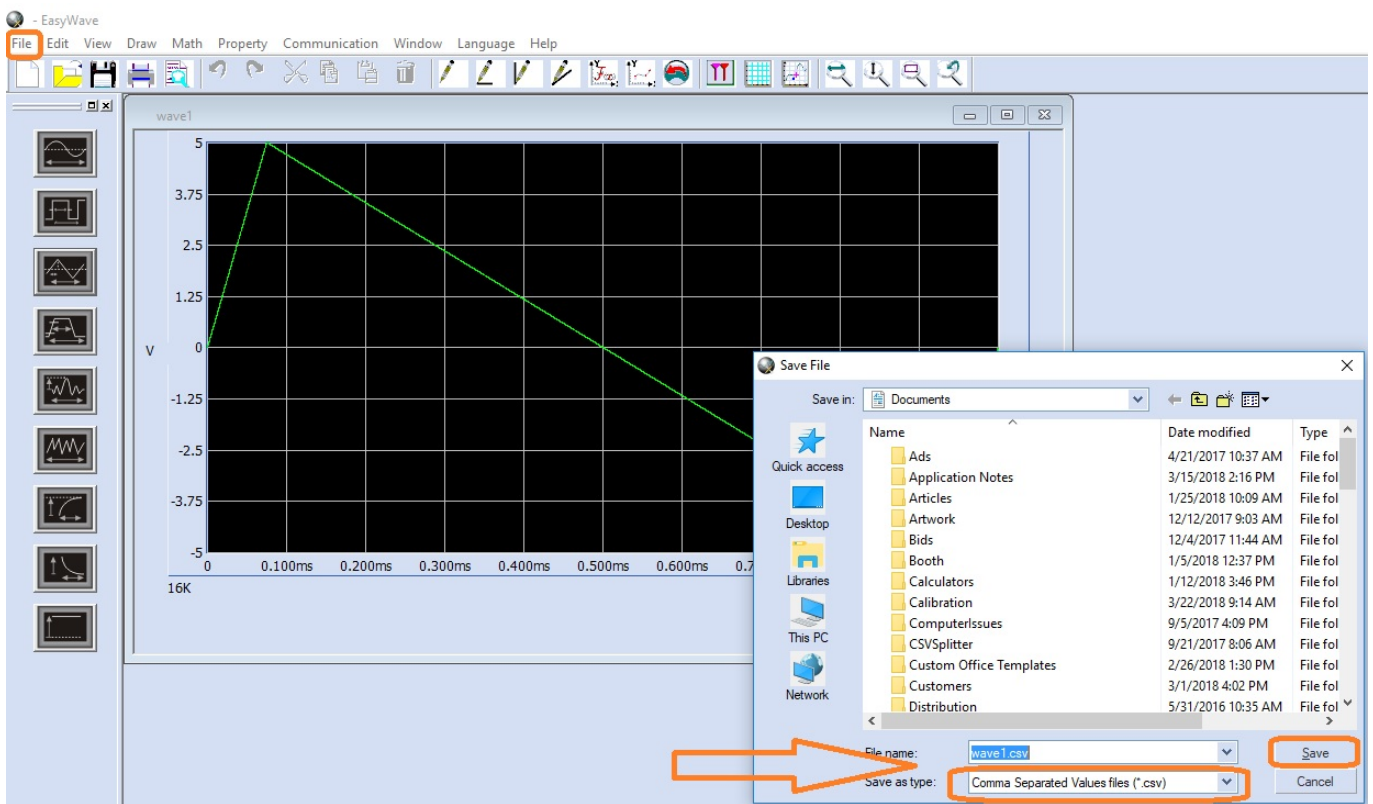 - EasyWave
File Edit View Draw Math Property Communication Window Language Help
wave1
5
3.75
2.5
1.25
V 0
-1.25
-2.5
-3.75
-5
0 0.100ms 0.200ms 0.300ms 0.400ms 0.500ms 0.600ms 0.7
16K
Save File
Save in: Documents
Name Date modified Type
Quick access
Desktop
Libraries
This PC
Network
Ads 4/21/2017 10:37 AM File fol
Application Notes 3/15/2018 2:16 PM File fol
Articles 1/25/2018 10:09 AM File fol
Artwork 12/12/2017 9:03 AM File fol
Bids 12/4/2017 11:44 AM File fol
Booth 1/5/2018 12:37 PM File fol
Calculators 1/12/2018 3:46 PM File fol
Calibration 3/22/2018 9:14 AM File fol
ComputerIssues 9/5/2017 4:09 PM File fol
CSVSplitter 9/21/2017 8:06 AM File fol
Custom Office Templates 2/26/2018 1:30 PM File fol
Customers 3/1/2018 4:02 PM File fol
Distribution 5/31/2016 10:35 AM File fol
File name: wave1.csv Save
Save as type: Comma Separated Values files (*.csv) Cancel